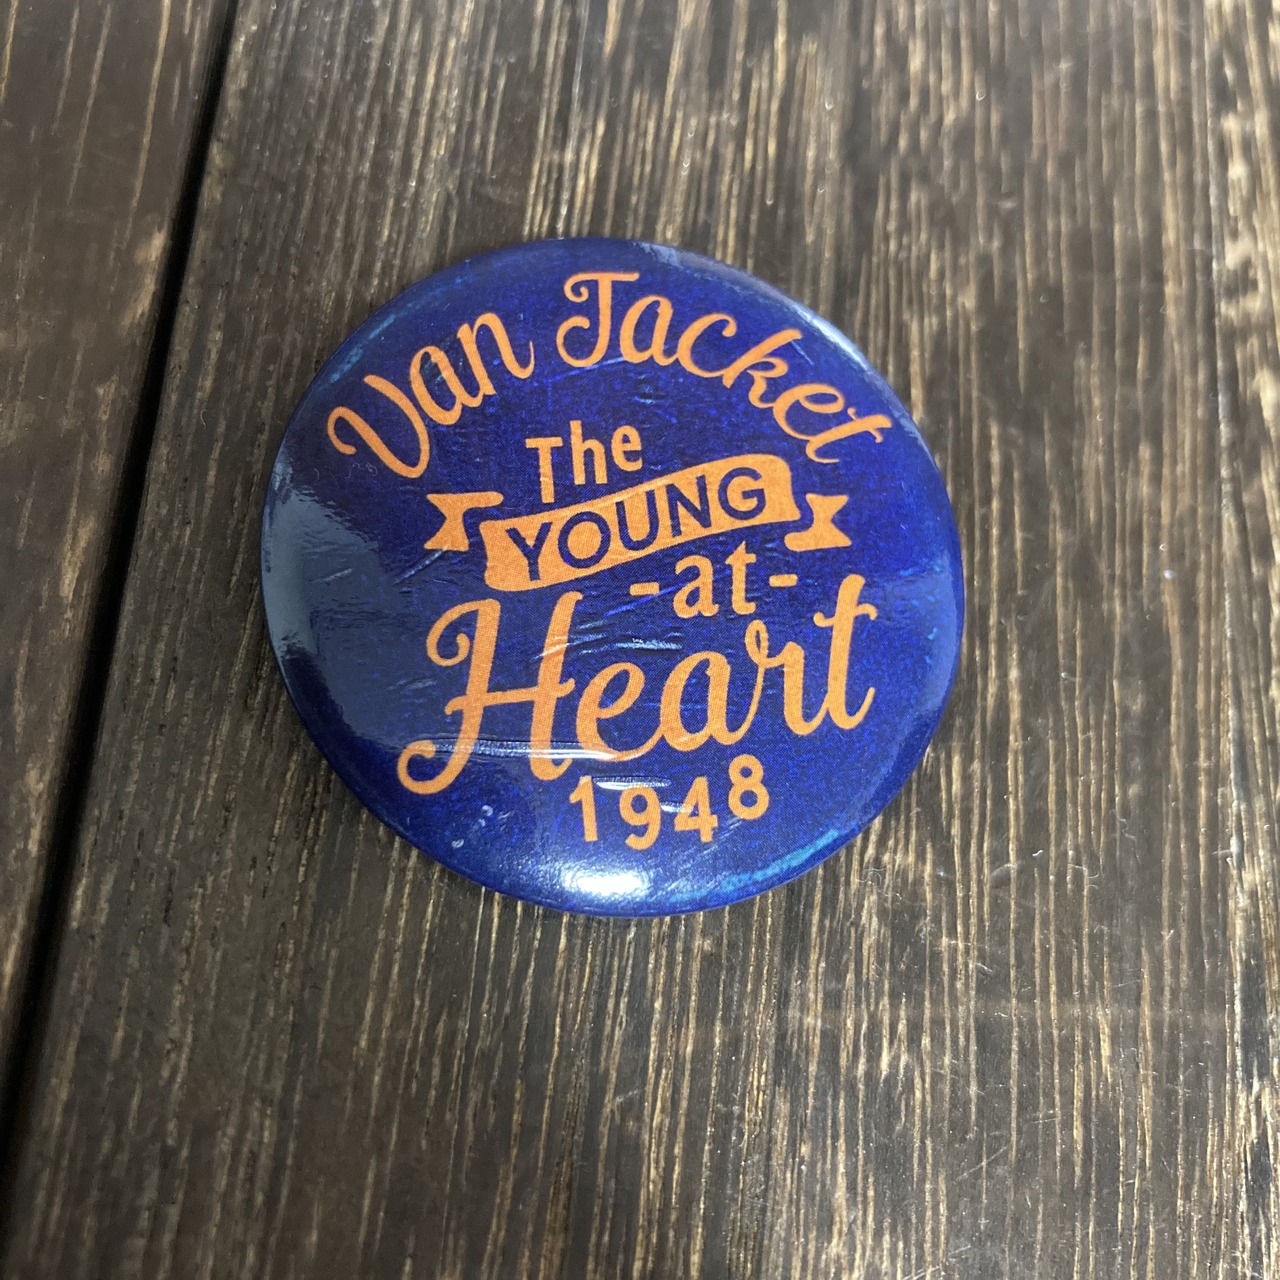 Van Jacket
The
YOUNG
-at-
Heart
1948